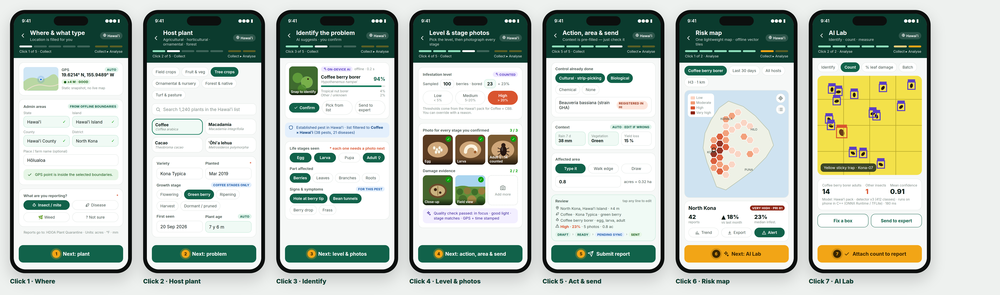 9:41
Where & what type
Location is filled for you
Hawaiʻi
Click 1 of 5 · Collect
Collect ▸ Analyse
GPS
AUTO
19.6214° N, 155.9489° W
±4 M · GOOD
Static snapshot, no live map
Admin areas
FROM OFFLINE BOUNDARIES
State
Island
Hawaiʻi ✓
Hawaiʻi Island ✓
County
District
Hawaiʻi County ✓
North Kona ✓
Place / farm name (optional)
Hōlualoa
GPS point is inside the selected boundaries.
What are you reporting? *
Insect / mite
Disease
Weed
? Not sure
Reports go to: HDOA Plant Quarantine · Units: acres · °F · mm
1 Next: plant
Click 1 · Where
9:41
Host plant
Agricultural · horticultural ·
ornamental · forest
Hawaiʻi
Click 2 of 5 · Collect
Collect ▸ Analyse
Field crops
Fruit & veg
Tree crops
Ornamental & nursery
Forest & native
Turf & pasture
Search 1,240 plants in the Hawaiʻi list
Coffee
Coffea arabica
Macadamia
Macadamia integrifolia
Cacao
Theobroma cacao
ʻŌhiʻa lehua
Metrosideros polymorpha
Variety
Planted *
Kona Typica
Mar 2019
Growth stage
COFFEE STAGES ONLY
Flowering
Green berry
Ripening
Harvest
Dormant / pruned
First seen
Plant age
AUTO
20 Sep 2026
7 y 6 m
2 Next: problem
Click 2 · Host plant
9:41
Identify the problem
AI suggests · you confirm
Hawaiʻi
Click 3 of 5 · Collect
Collect ▸ Analyse
Snap to identify
ON-DEVICE AI
offline · 0.2 s
Coffee berry borer
Hypothenemus hampei
94%
Tropical nut borer 4%
Other / unknown 2%
Confirm
Pick from
list
Send to
expert
Established pest in Hawaiʻi · list filtered to Coffee
× Hawaiʻi (38 pests, 21 diseases)
Life stages seen
* each one needs a photo next
Egg
Larva
Pupa
Adult ♀
Part affected
Berries
Leaves
Branches
Roots
Signs & symptoms
FOR THIS PEST
Hole at berry tip
Bean tunnels
Berry drop
Frass
3 Next: level & photos
Click 3 · Identify
9:41
Level & stage photos
Pick the level, then photograph every
stage
Hawaiʻi
Click 4 of 5 · Collect
Collect ▸ Analyse
Infestation level
COUNTED
Sampled 100 berries · bored 23 = 23%
Low
< 5%
Medium
5–20%
High
> 20%
Thresholds come from the Hawaiʻi pack for Coffee × CBB.
You can override with a reason.
Photo for every stage you confirmed
3 / 3
Egg
Larva
Adult ♀ · 14
counted
Damage evidence
2 / 2
Close-up
Field view
Add more
Quality check passed: in focus · good light ·
stage matches · GPS + time stamped
4 Next: action, area & send
Click 4 · Level & photos
9:41
Action, area & send
Context is pre-filled — just check it
Hawaiʻi
Click 5 of 5 · Collect
Collect ▸ Analyse
Control already done
Cultural · strip-picking
Biological
Chemical
None
Beauveria bassiana (strain
GHA)
REGISTERED IN
HI
Context
AUTO · EDIT IF WRONG
Rain 7 d
38 mm
Vegetation
Green
Yield loss
15 %
Affected area
Type it
Walk edge
Draw
0.8
acres = 0.32 ha
Review
tap any line to edit
North Kona, Hawaiʻi Island · ±4 m
Coffee · Kona Typica · green berry
Coffee berry borer · egg, larva, adult
High · 23% · 5 photos · 0.8 ac
DRAFT › READY › PENDING SYNC › SENT
5 Submit report
Click 5 · Act & send
9:41
Risk map
One lightweight map · offline vector
tiles
Hawaiʻi
Click 1 of 2 · Analyse
Collect ▸ Analyse
Coffee berry borer
Last 30 days
All hosts
H3 · 1 km
Low
Moderate
High
Very high
KOHALA
HILO
PUNA
North Kona
VERY HIGH · PRI 81
42
reports
▲ 18%
vs last month
23%
median infest.
Trend
Export
Alert
6 Next: AI Lab
Click 6 · Risk map
9:41
AI Lab
Identify · count · measure
Hawaiʻi
Click 2 of 2 · Analyse
Collect ▸ Analyse
Identify
Count
% leaf damage
Batch
Yellow sticky trap · Kona-07
Coffee berry borer adults
14
Other insects
1
Mean confidence
0.91
Model: Hawaiʻi pack · detector v3 (412 classes) · runs on
phone in C++ (ONNX Runtime / TFLite) · 180 ms
Fix a box
Send to expert
7 Attach count to report
Click 7 · AI Lab